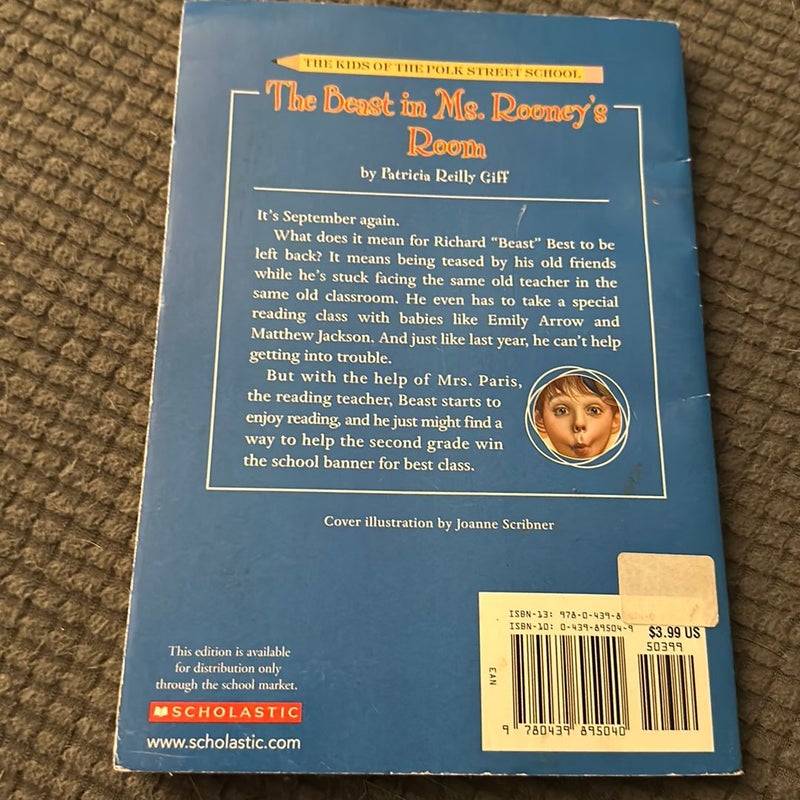 THE KIDS OF THE POLK STREET SCHOOL
The Beast in Ms. Rooney's
Room
by Patricia Reilly Giff
It's September again.
What does it mean for Richard "Beast" Best to be
left back? It means being teased by his old friends
while he's stuck facing the same old teacher in the
same old classroom. He even has to take a special
reading class with babies like Emily Arrow and
Matthew Jackson. And just like last year, he can't help
getting into trouble.
But with the help of Mrs. Paris,
the reading teacher, Beast starts to
enjoy reading, and he just might find a
way to help the second grade win
the school banner for best class.
Cover illustration by Joanne Scribner
This edition is available
for distribution only
through the school market.
SCHOLASTIC
www.scholastic.com
ISBN-13: 978-0-439-8
ISBN-10: 0-439-89504-9
$3.99 US
50399
EAN
9 780439 895040